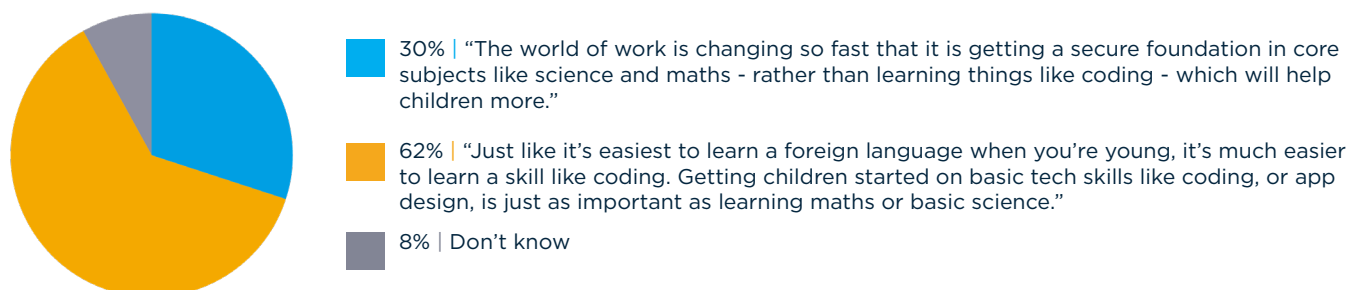 30% | “The world of work is changing so fast that it is getting a secure foundation in core
subjects like science and maths - rather than learning things like coding - which will help
children more.”
62% | “Just like it’s easiest to learn a foreign language when you’re young, it’s much easier
to learn a skill like coding. Getting children started on basic tech skills like coding, or app
design, is just as important as learning maths or basic science.”
8% | Don’t know